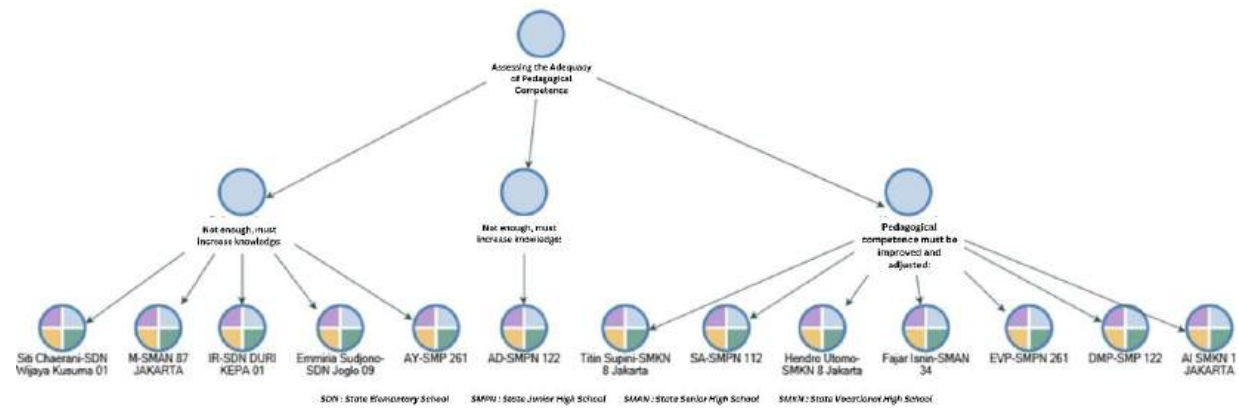 Assessing the Adequacy
of Pedagogical
Competence
Not enough, must
increase knowledge
Not enough, must
increase knowledge:
Pedagogical
competence must be
improved and
adjusted:
Siti Chaerani-SDN
Wijaya Kusuma 01
M-SMAN 87
JAKARTA
IR-SDN DURI
KEPA 01
Emmiria Sudjono-
SDN Joglo 09
AY-SMP 261
AD-SMPN 122
Titin Supini-SMKN
8 Jakarta
SA-SMPN 112
Hendro Utomo-
SMKN 8 Jakarta
Fajar Isnin-SMAN
34
EVP-SMPN 261
DMP-SMP 122
AI SMKN 1
JAKARTA
SDN : State Elementary School
SMPN : State Junior High School
SMAN : State Senior High School
SMKN : State Vocational High School